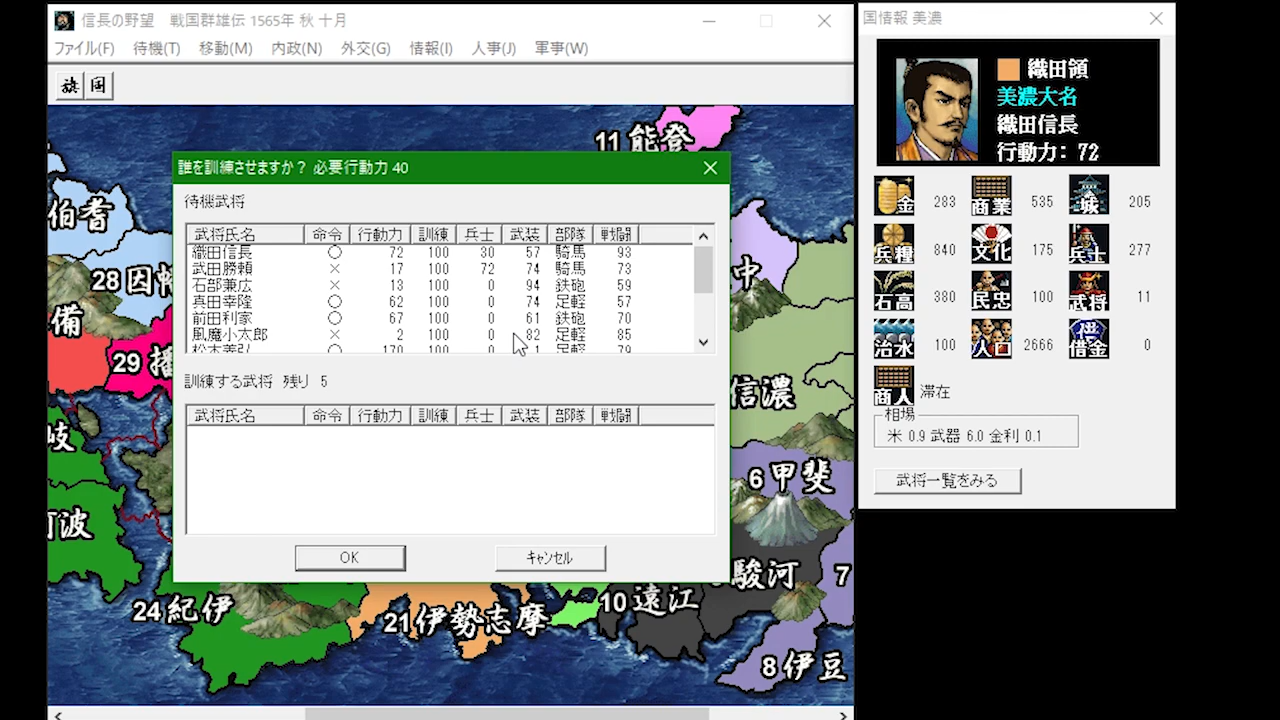 信長の野望　戦国群雄伝 1565年 秋 十月
ファイル(F) 待機(T) 移動(M) 内政(N) 外交(G) 情報(I) 人事(J) 軍事(W)
旗 国
11 能登
伯耆
28 因幡
備
29 播
岐
阿波
24 紀伊
21 伊勢志摩
10 遠江
中
信濃
6 甲斐
駿河
7
8 伊豆
誰を訓練させますか？ 必要行動力 40
待機武将
武将氏名 命令 行動力 訓練 兵士 武装 部隊 戦闘
織田信長 ○ 72 100 30 57 騎馬 93
武田勝頼 × 17 100 72 74 騎馬 73
石部兼広 × 13 100 0 94 鉄砲 59
真田幸隆 ○ 62 100 0 74 足軽 57
前田利家 ○ 67 100 0 61 鉄砲 70
風魔小太郎 × 2 100 0 82 足軽 85
○ 170 100 0 足軽 79
訓練する武将 残り 5
武将氏名 命令 行動力 訓練 兵士 武装 部隊 戦闘
OK キャンセル
国情報 美濃
織田領
美濃大名
織田信長
行動力: 72
金 283 商業 535 城 205
兵糧 840 文化 175 兵士 277
石高 380 民忠 100 武将 11
治水 100 人口 2666 借金 0
商人 滞在
相場
米 0.9 武器 6.0 金利 0.1
武将一覧をみる